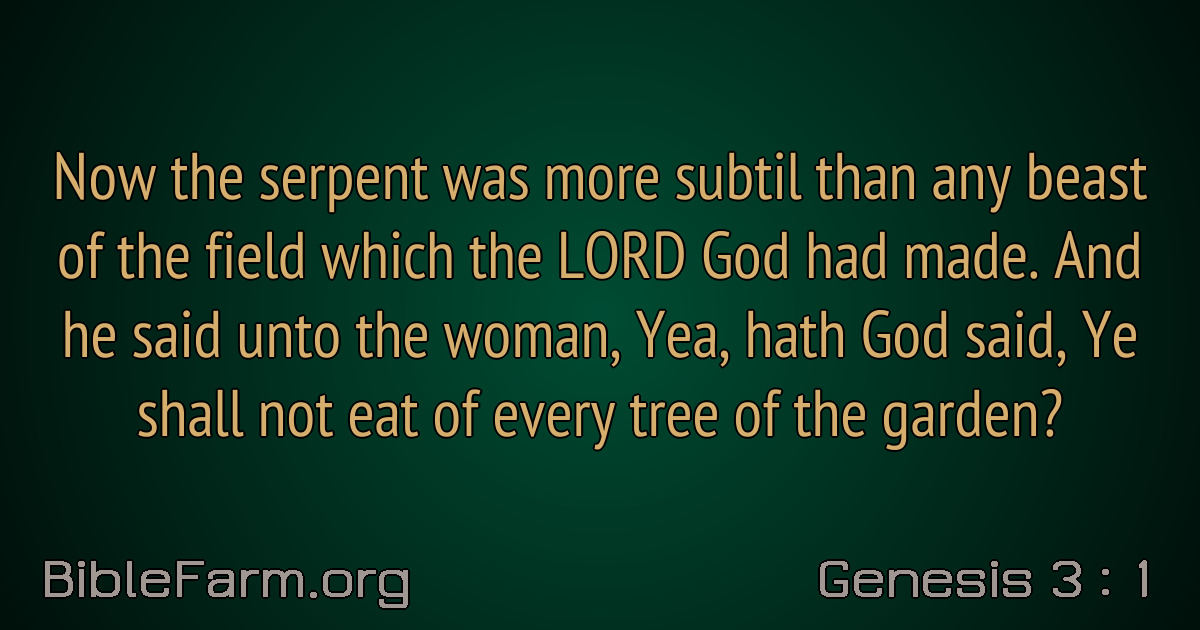 Now the serpent was more subtil than any beast
of the field which the LORD God had made. And
he said unto the woman, Yea, hath God said, Ye
shall not eat of every tree of the garden?
BibleFarm.org
Genesis 3 : 1